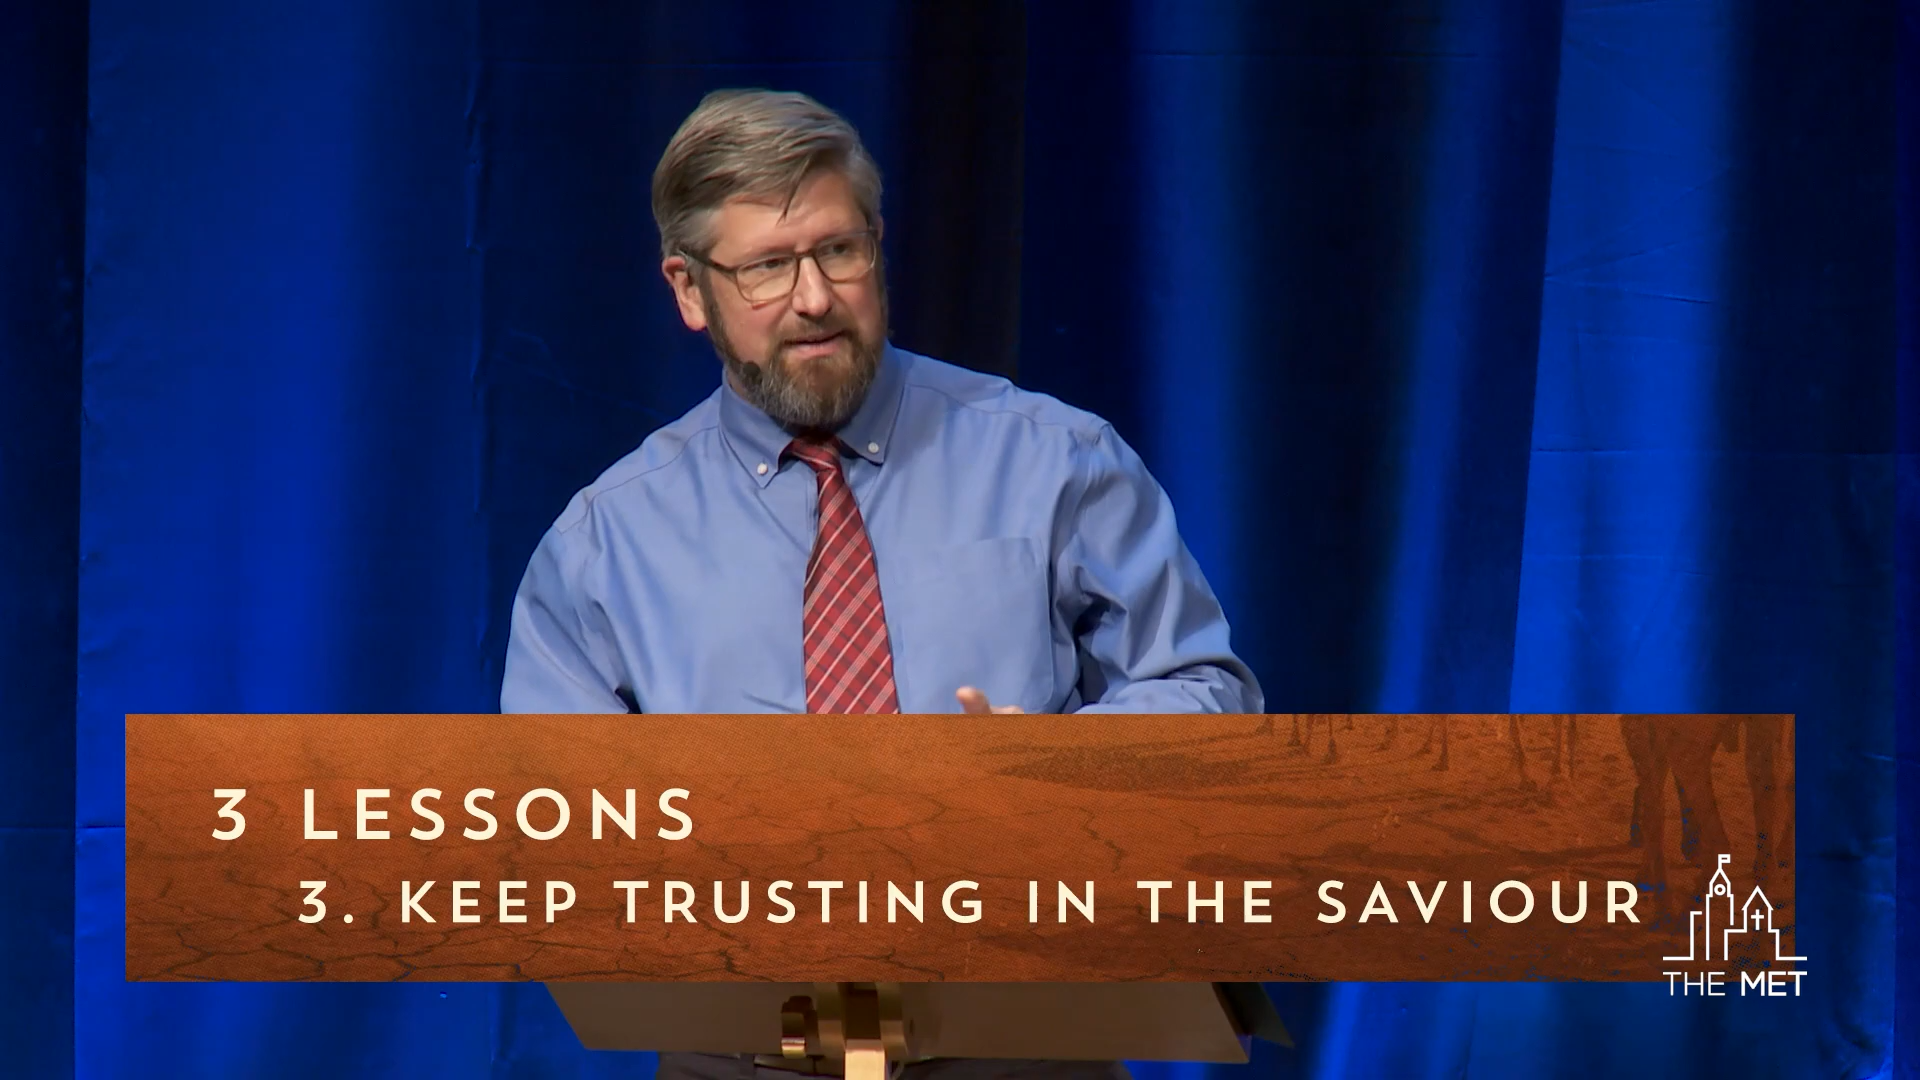 3 LESSONS
3. KEEP TRUSTING IN THE SAVIOUR
THE MET